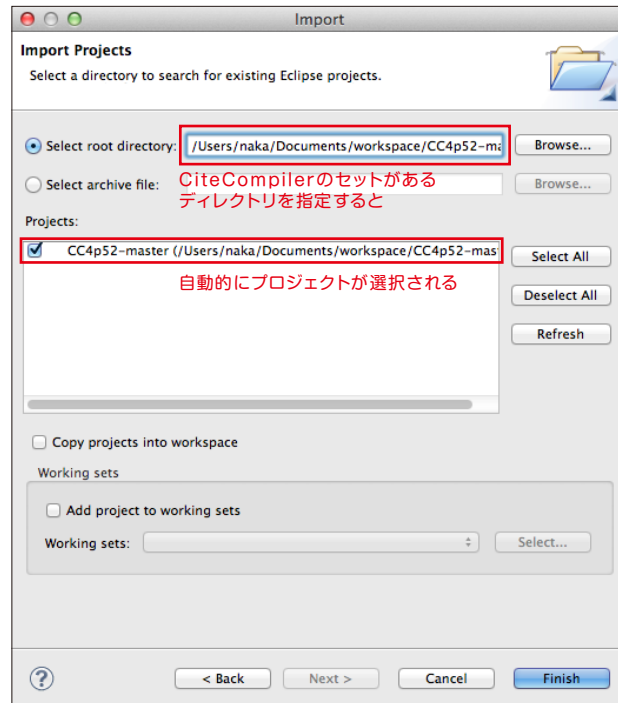 Import
Import Projects
Select a directory to search for existing Eclipse projects.
Select root directory: /Users/naka/Documents/workspace/CC4p52-ma Browse...
Select archive file: Browse...
CiteCompilerのセットがある
ディレクトリを指定すると
Projects:
CC4p52-master (/Users/naka/Documents/workspace/CC4p52-mas Select All
自動的にプロジェクトが選択される
Deselect All
Refresh
Copy projects into workspace
Working sets
Add project to working sets
Working sets: Select...
? < Back Next > Cancel Finish